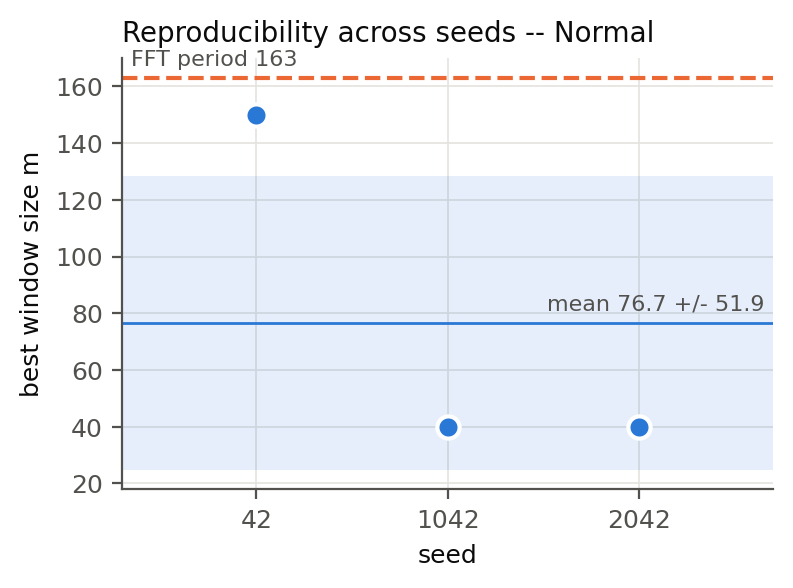 Reproducibility across seeds -- Normal
FFT period 163
160
140
120
100
80
60
40
20
best window size m
mean 76.7 +/- 51.9
42 1042 2042
seed